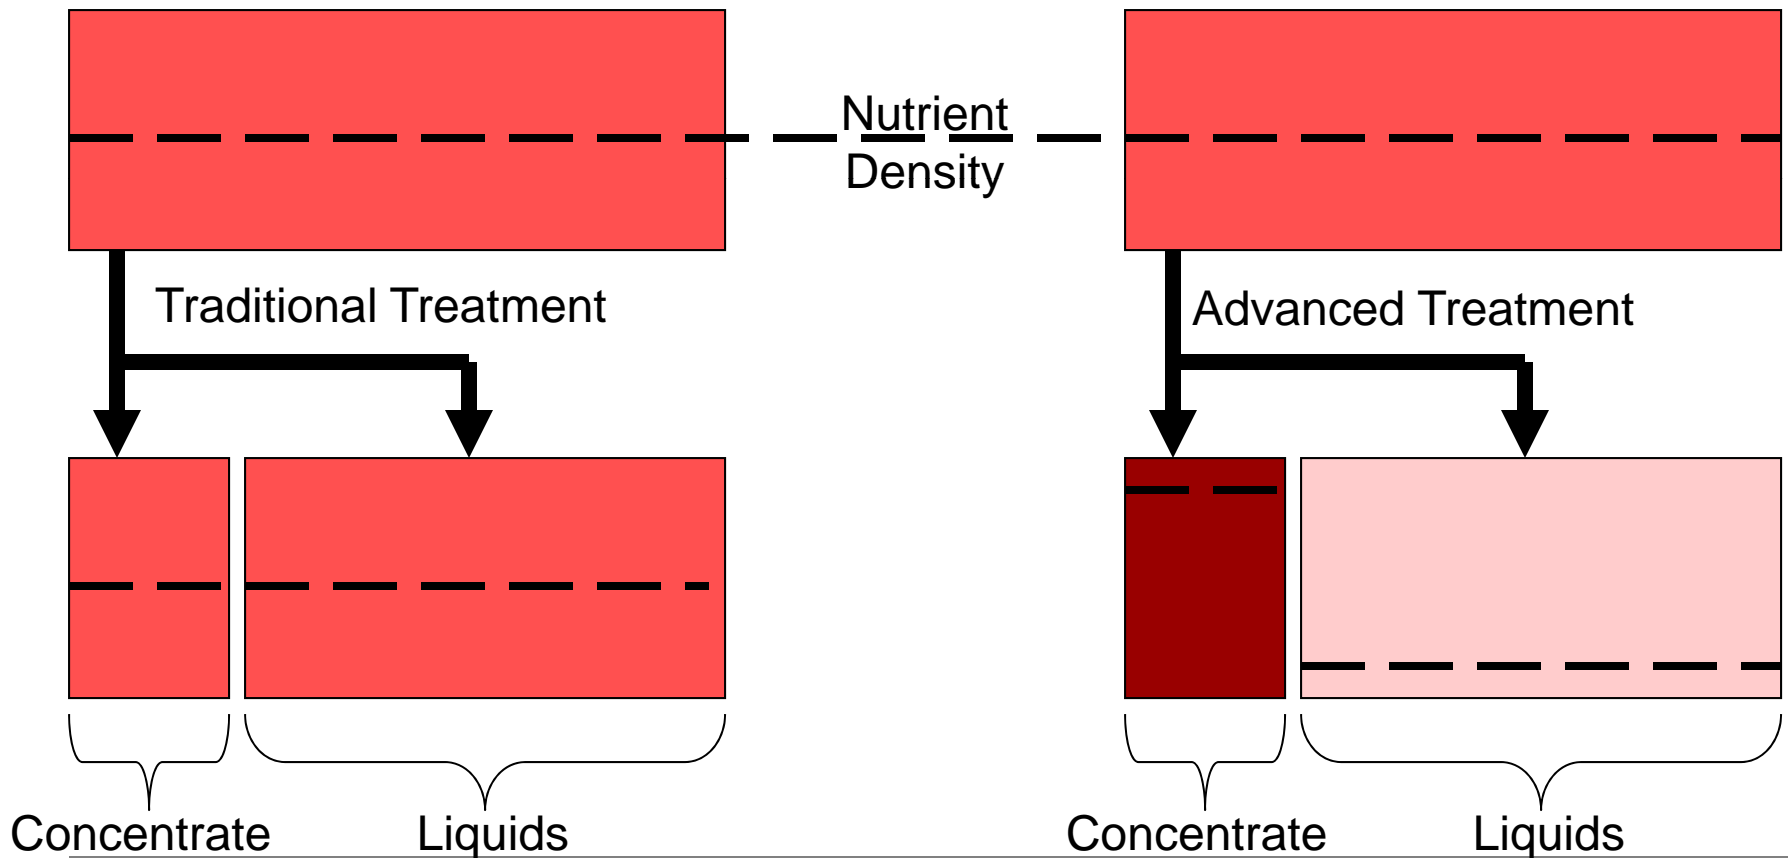 Nutrient
Density
Traditional Treatment
Advanced Treatment
Concentrate
Liquids
Concentrate
Liquids